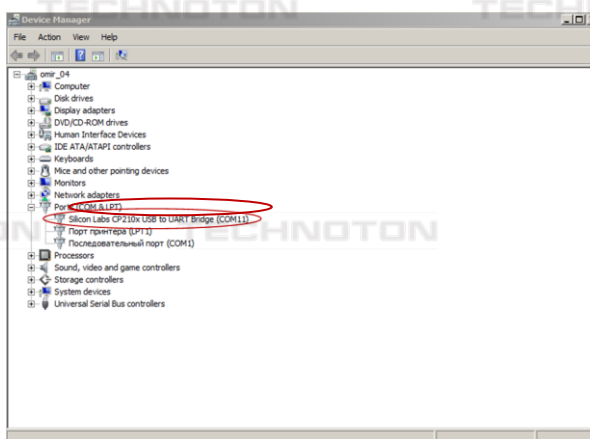 TECHNOTON
TECH
Device Manager
File Action View Help
omir_04
Computer
Disk drives
Display adapters
DVD/CD-ROM drives
Human Interface Devices
IDE ATA/ATAPI controllers
Keyboards
Mice and other pointing devices
Monitors
Network adapters
Ports (COM & LPT)
Silicon Labs CP210x USB to UART Bridge (COM11)
Порт принтера (LPT1)
Последовательный порт (COM1)
ON
TECHNOTON
Processors
Sound, video and game controllers
Storage controllers
System devices
Universal Serial Bus controllers